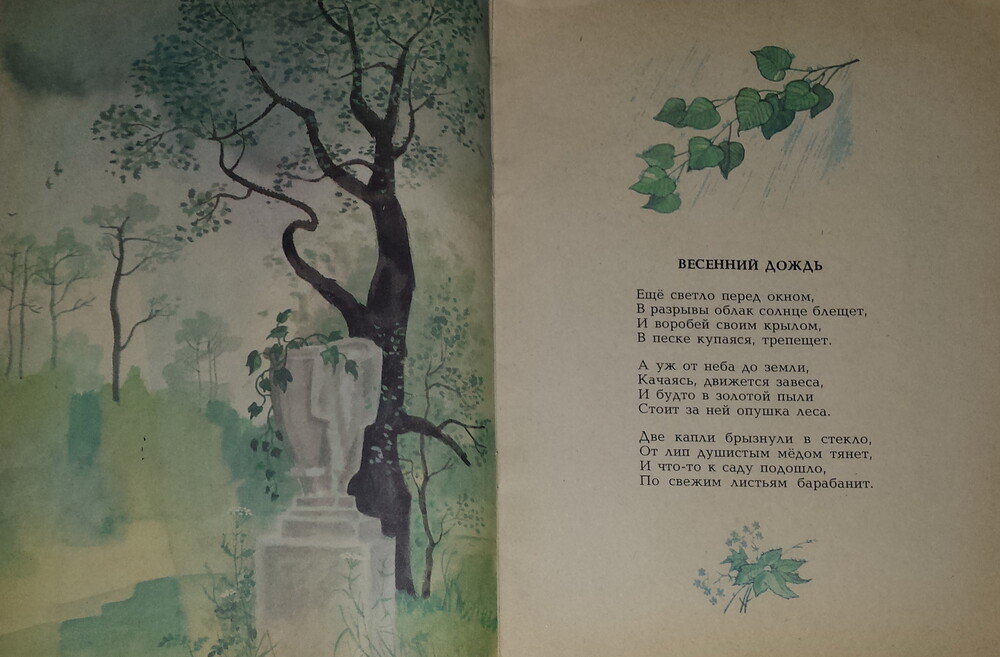 ВЕСЕННИЙ ДОЖДЬ
Ещё светло перед окном,
В разрывы облак солнце блещет,
И воробей своим крылом,
В песке купаяся, трепещет.
А уж от неба до земли,
Качаясь, движется завеса,
И будто в золотой пыли
Стоит за ней опушка леса.
Две капли брызнули в стекло,
От лип душистым мёдом тянет,
И что-то к саду подошло,
По свежим листьям барабанит.